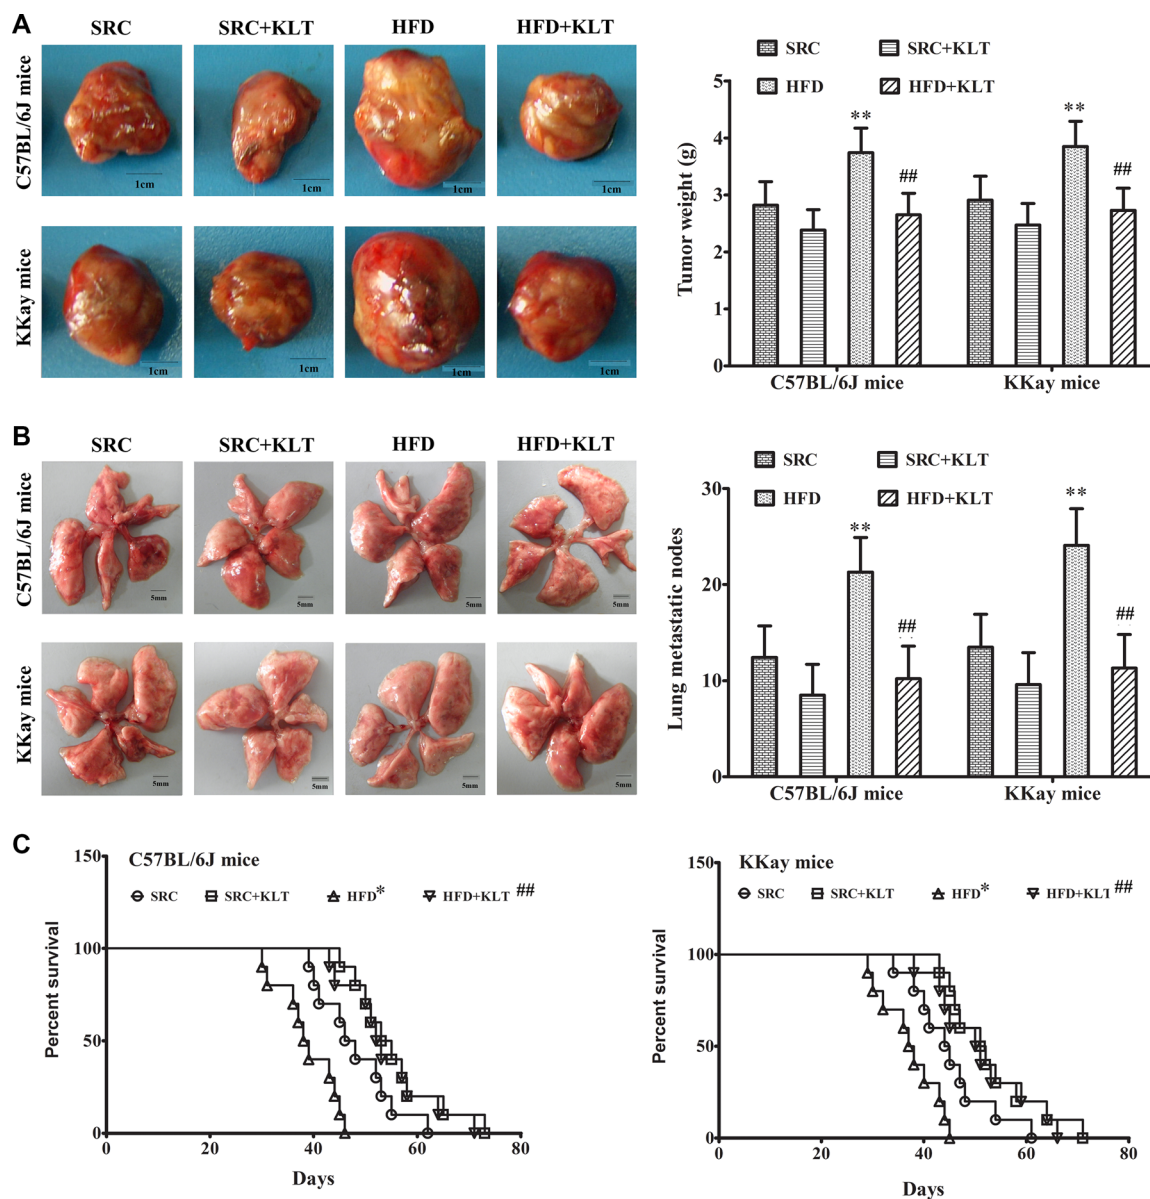 A
SRC SRC+KLT HFD HFD+KLT
C57BL/6J mice
1cm 1cm 1cm 1cm
KKay mice
1cm 1cm 1cm 1cm
SRC SRC+KLT
HFD HFD+KLT
Tumor weight (g)
5
4
3
2
1
0
** ## ** ##
C57BL/6J mice KKay mice
B
SRC SRC+KLT HFD HFD+KLT
C57BL/6J mice
5mm 5mm 5mm 5mm
KKay mice
5mm 5mm 5mm 5mm
SRC SRC+KLT
HFD HFD+KLT
Lung metastatic nodes
30
20
10
0
** ## ** ##
C57BL/6J mice KKay mice
C
C57BL/6J mice
SRC SRC+KLT HFD* HFD+KLT ##
Percent survival
150
100
50
0
0 20 40 60 80
Days
KKay mice
SRC SRC+KLT HFD* HFD+KLT ##
Percent survival
150
100
50
0
0 20 40 60 80
Days